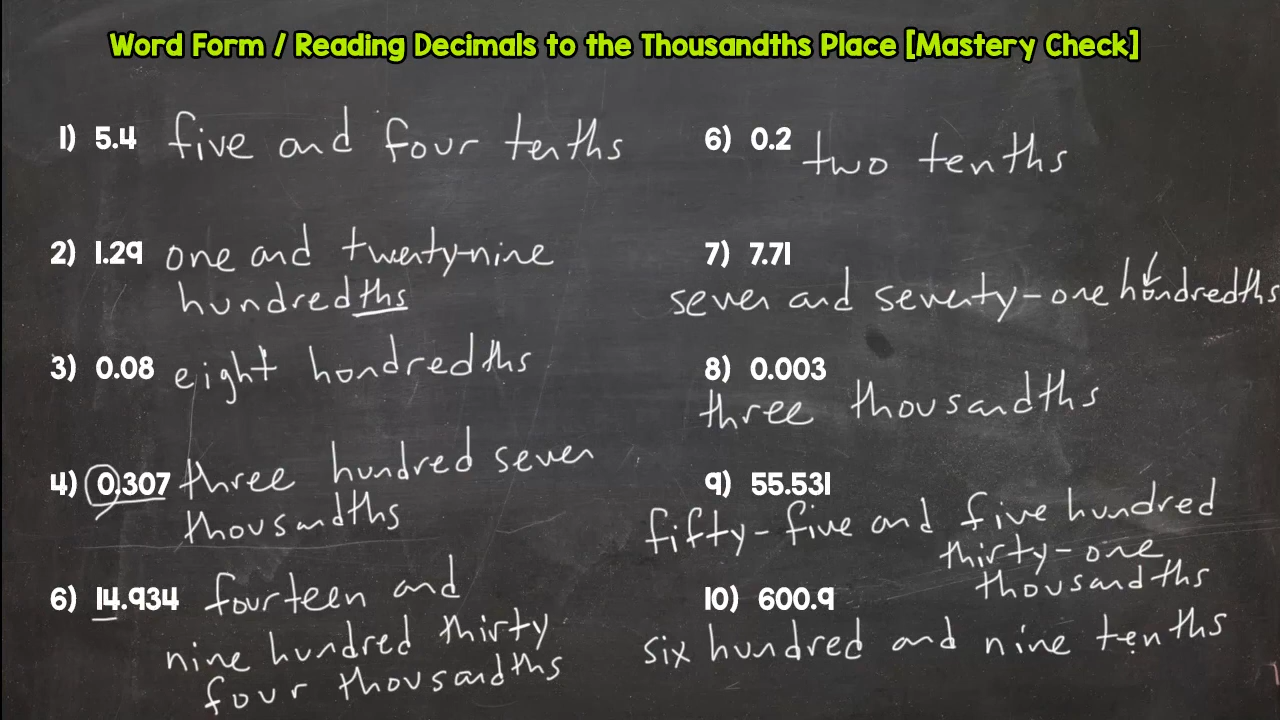 Word Form / Reading Decimals to the Thousandths Place [Mastery Check]
1) 5.4 five and four tenths
2) 1.29 one and twenty-nine
hundredths
3) 0.08 eight hondredths
4) 0.307 three hundred seven
thousandths
6) 14.934 fourteen and
nine hundred thirty
four thousandths
6) 0.2 two tenths
7) 7.71
seven and seventy-one hundredths
8) 0.003
three thousandths
9) 55.531
fifty-five and five hundred
thirty-one
thousandths
10) 600.9
six hundred and nine tenths